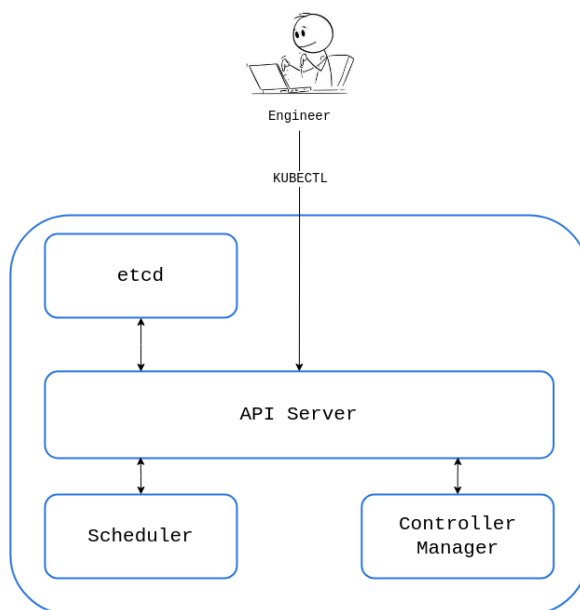 Engineer
KUBECTL
etcd
API Server
Scheduler
Controller
Manager